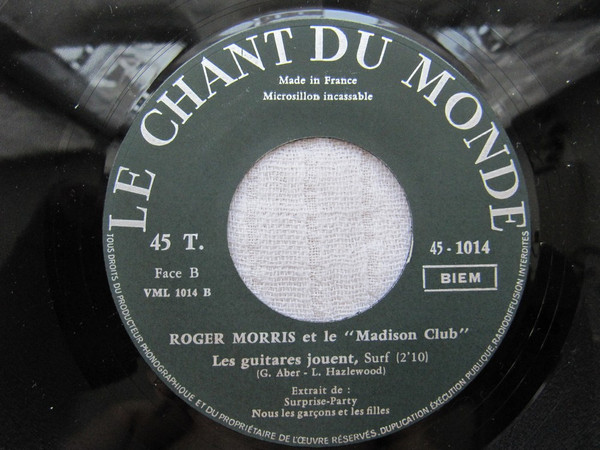 LE CHANT DU MONDE
Made in France
Microsillon incassable
45 T.
Face B
VML 1014 B
45 - 1014
BIEM
ROGER MORRIS et le "Madison Club"
Les guitares jouent, Surf (2'10)
(G. Aber - L. Hazlewood)
Extrait de :
Surprise-Party
Nous les garçons et les filles
TOUS DROITS DU PRODUCTEUR PHONOGRAPHIQUE ET DU PROPRIÉTAIRE DE L'ŒUVRE RÉSERVÉS. DUPLICATION, EXÉCUTION PUBLIQUE, RADIODIFFUSION INTERDITES